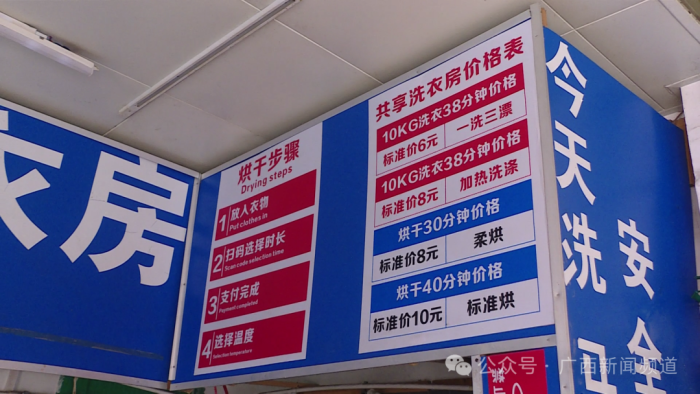 衣房
烘干步骤
Drying steps
1 放入衣物
Put clothes in
2 扫码选择时长
Scan code selection time
3 支付完成
Payment completed
4 选择温度
Selection temperature
共享洗衣房价格表
10KG洗衣38分钟价格
标准价6元 一洗三漂
10KG洗衣38分钟价格
标准价8元 加热洗涤
烘干30分钟价格
标准价8元 柔烘
烘干40分钟价格
标准价10元 标准烘
今天洗
安全
公众号·广西新闻频道